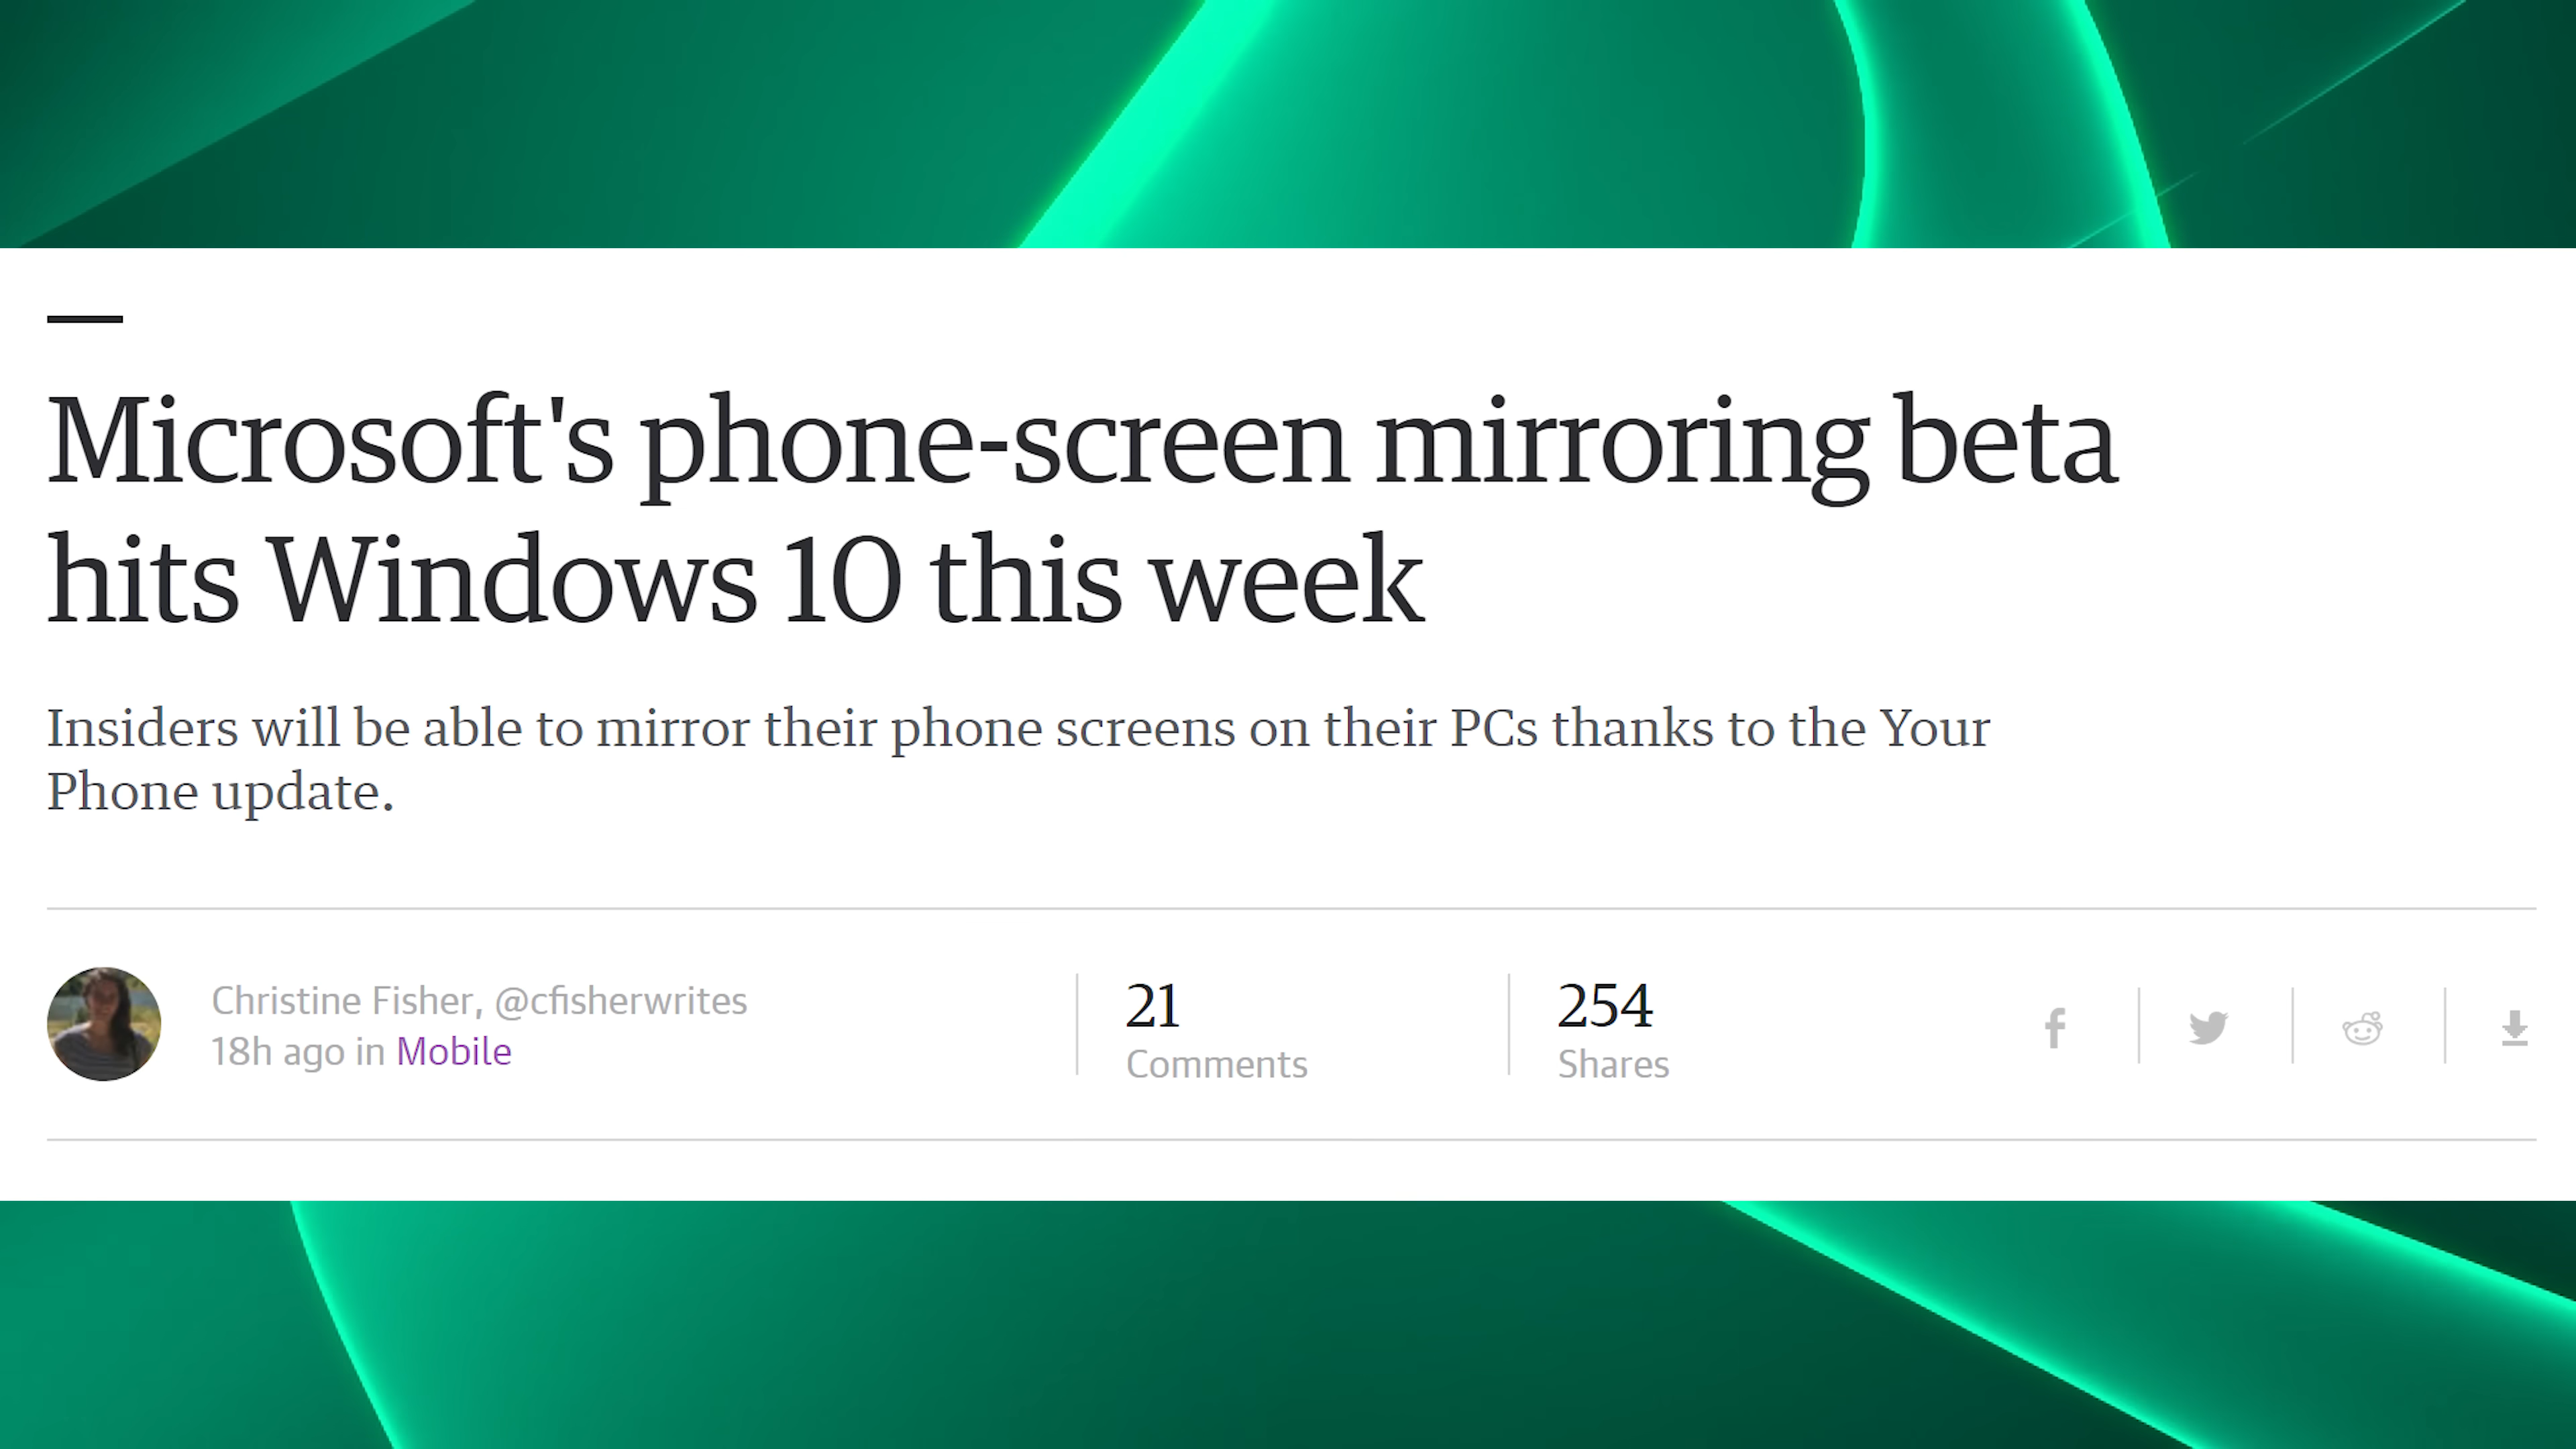 Microsoft's phone-screen mirroring beta
hits Windows 10 this week
Insiders will be able to mirror their phone screens on their PCs thanks to the Your
Phone update.
Christine Fisher, @cfisherwrites
18h ago in Mobile
21
Comments
254
Shares